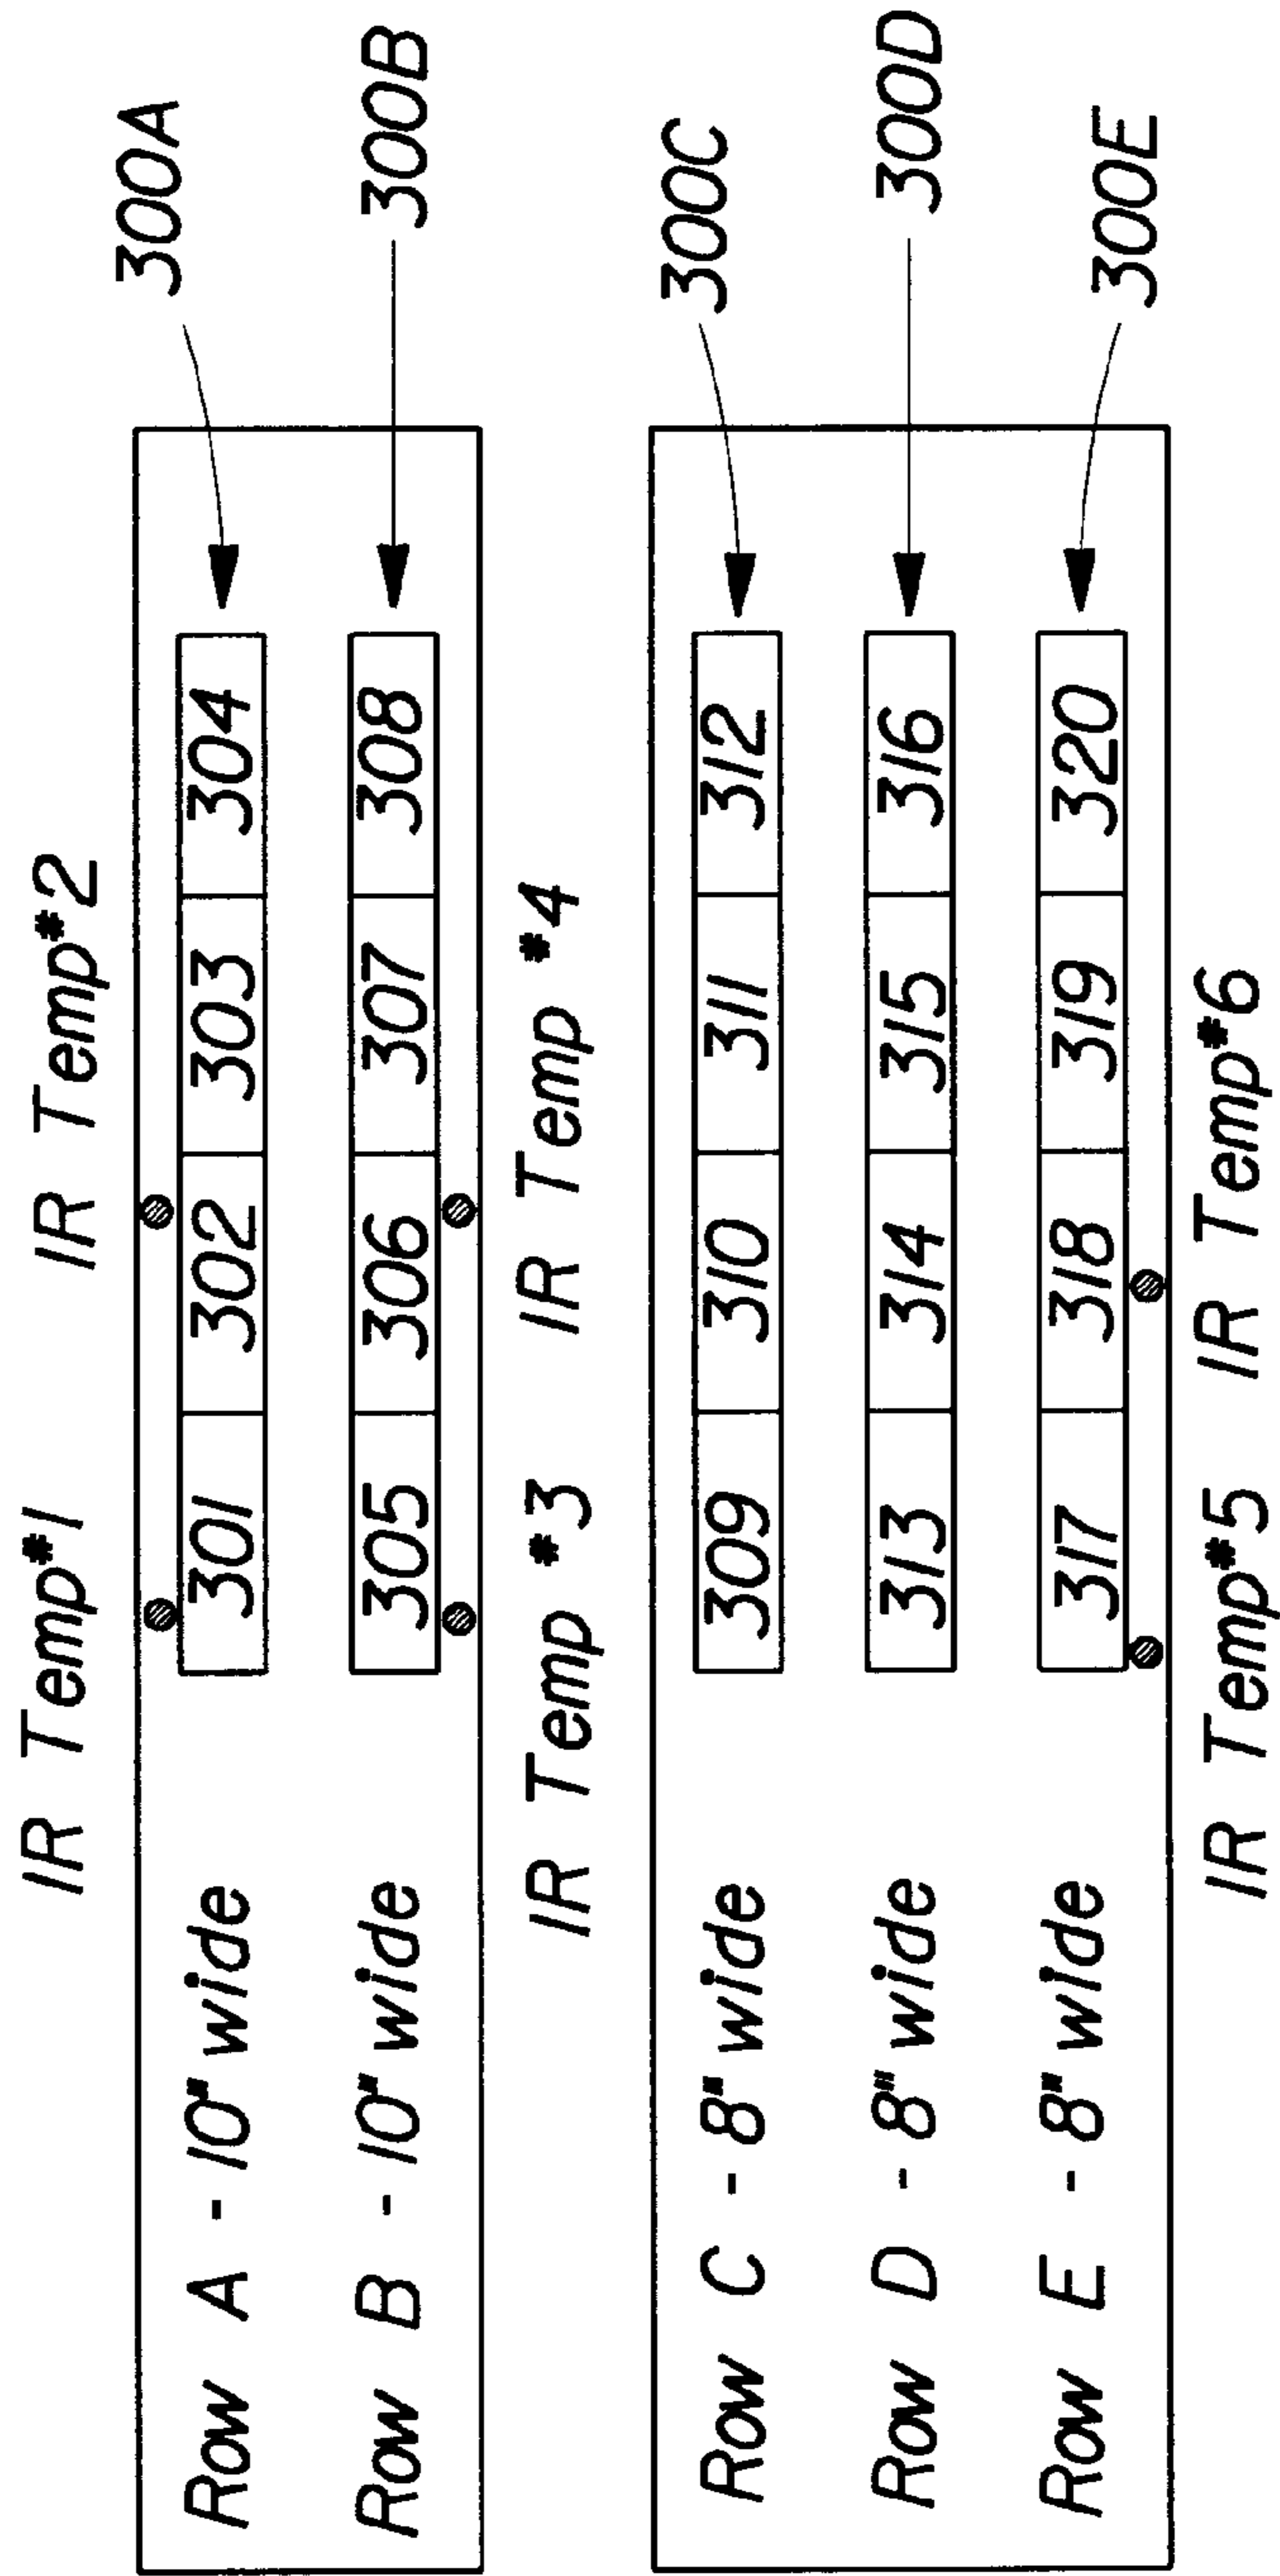 IR Temp#1 IR Temp#2
Row A - 10" wide 301 302 303 304 300A
Row B - 10" wide 305 306 307 308 300B
IR Temp #3 IR Temp #4
Row C - 8" wide 309 310 311 312 300C
Row D - 8" wide 313 314 315 316 300D
Row E - 8" wide 317 318 319 320 300E
IR Temp#5 IR Temp#6